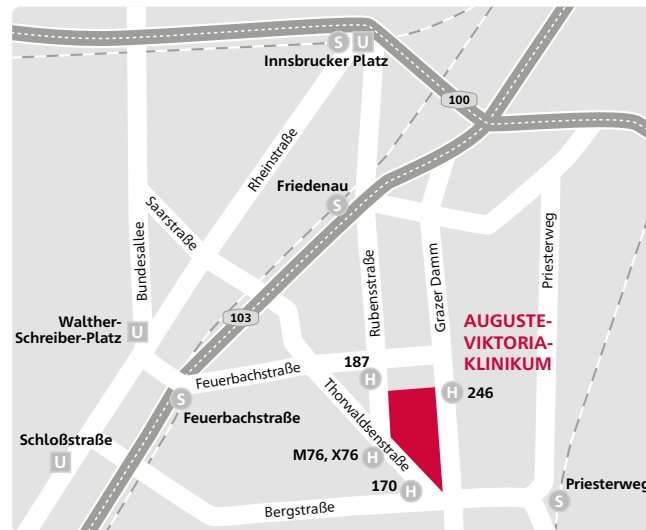 S U
Innsbrucker Platz
100
Rheinstraße
Friedenau
S
Saarstraße
Bundesallee
Priesterweg
Rubensstraße
Grazer Damm
103
Walther-
Schreiber-Platz
U
AUGUSTE-
VIKTORIA-
KLINIKUM
187
H
Feuerbachstraße
H 246
S
Feuerbachstraße
Thorwaldsenstraße
Schloßstraße
U
M76, X76 H
170 H
Bergstraße
Priesterweg
S